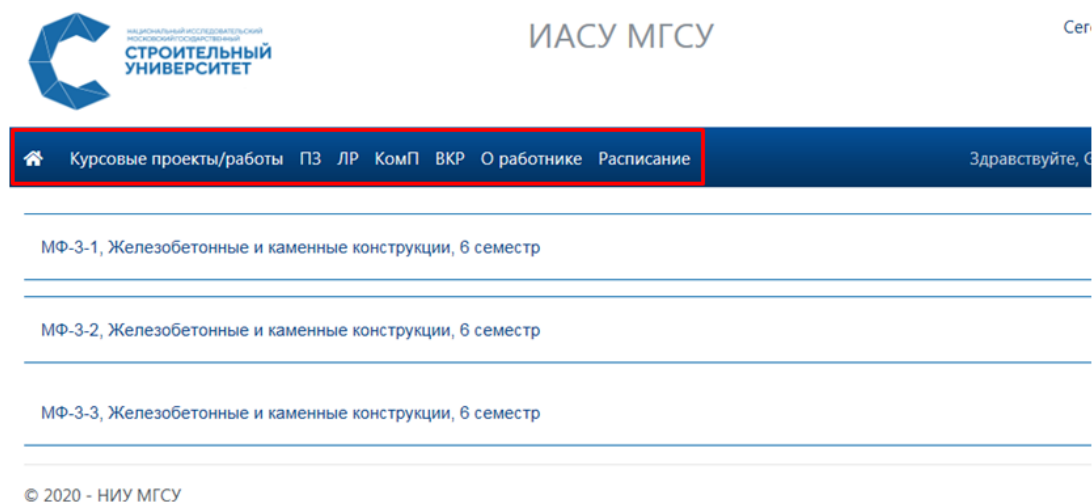 НАЦИОНАЛЬНЫЙ ИССЛЕДОВАТЕЛЬСКИЙ
МОСКОВСКИЙ ГОСУДАРСТВЕННЫЙ
СТРОИТЕЛЬНЫЙ
УНИВЕРСИТЕТ
ИАСУ МГСУ
Курсовые проекты/работы ПЗ ЛР КомП ВКР О работнике Расписание
Здравствуйте,
МФ-3-1, Железобетонные и каменные конструкции, 6 семестр
МФ-3-2, Железобетонные и каменные конструкции, 6 семестр
МФ-3-3, Железобетонные и каменные конструкции, 6 семестр
© 2020 - НИУ МГСУ